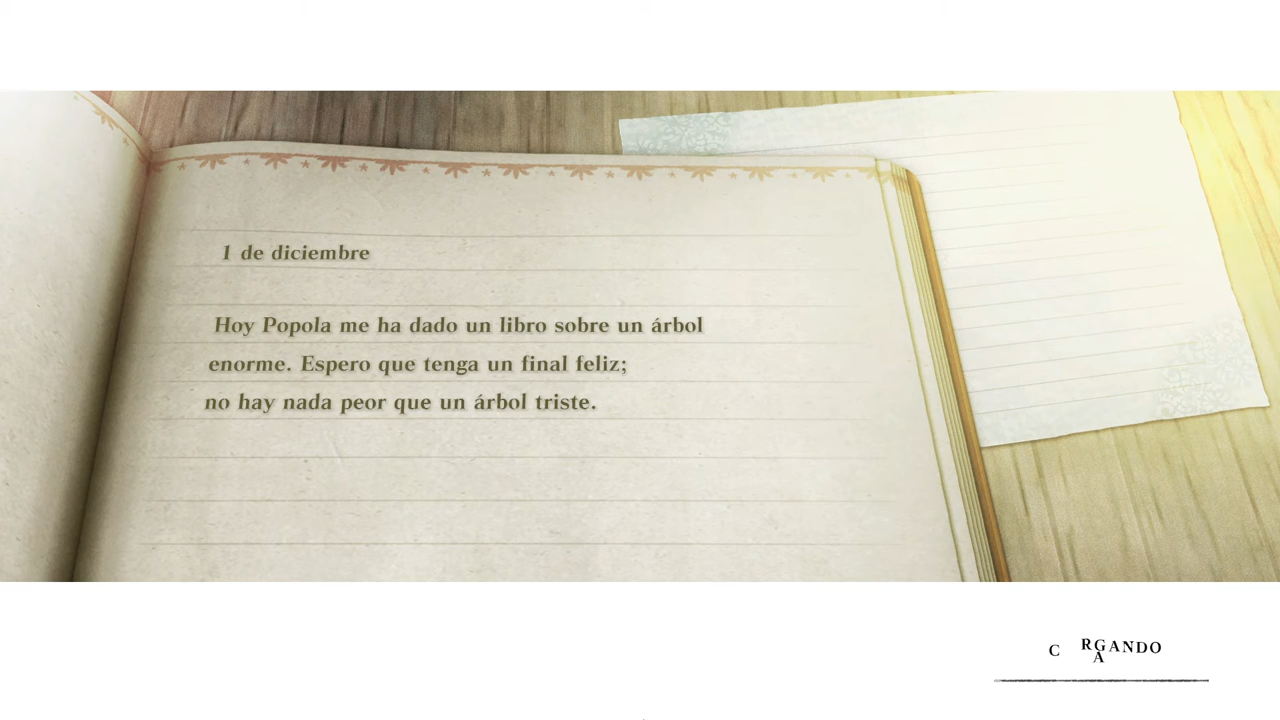 1 de diciembre
Hoy Popola me ha dado un libro sobre un árbol
enorme. Espero que tenga un final feliz;
no hay nada peor que un árbol triste.
CARGANDO